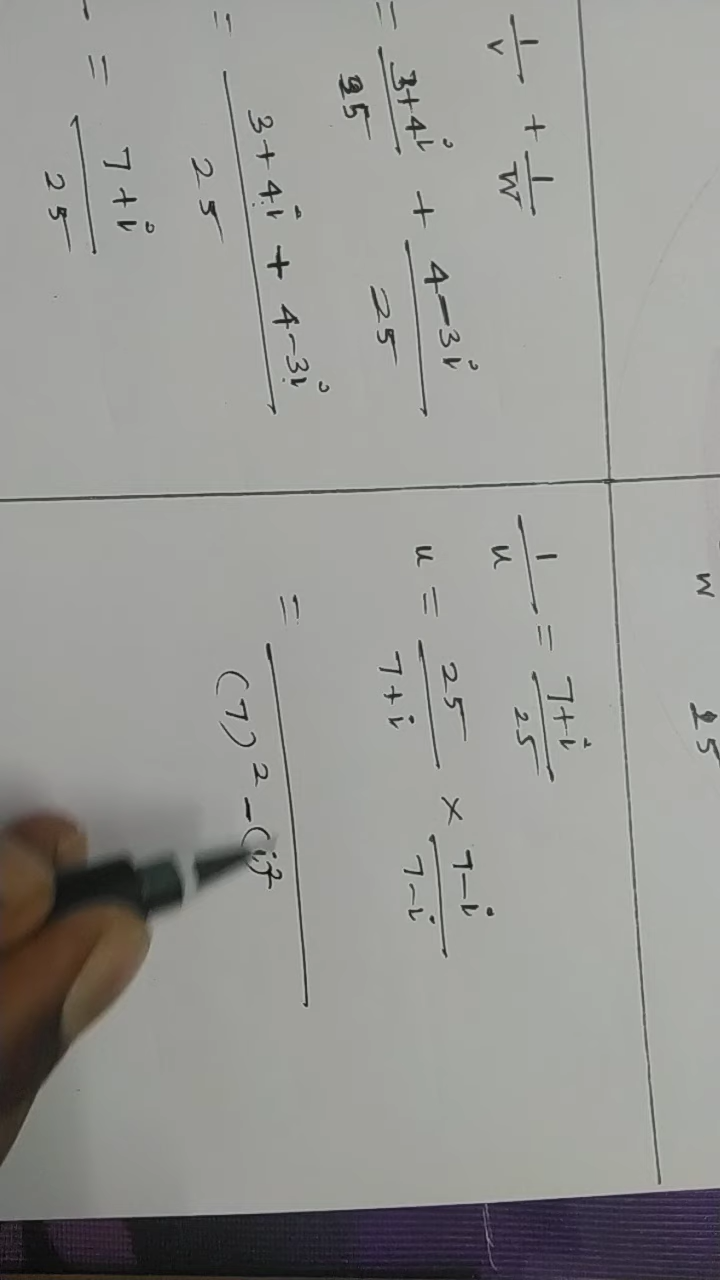 w 25
1/v + 1/w
= 3+4i/25 + 4-3i/25
= 3+4i + 4-3i/25
= 7+i/25
1/u = 7+i/25
u = 25/7+i × 7-i/7-i
= /(7)² - (i)²